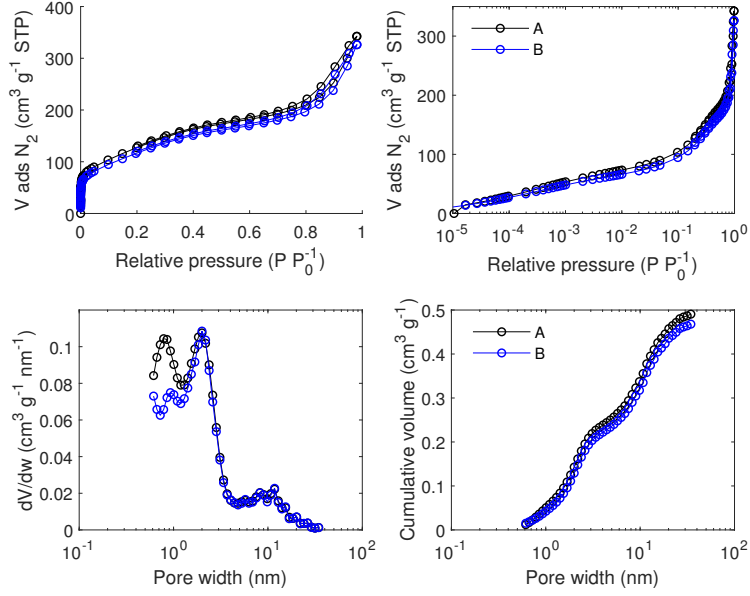 400
300
200
100
0
V ads N2 (cm3 g-1 STP)
0 0.2 0.4 0.6 0.8 1
Relative pressure (P P0-1)
300
200
100
0
V ads N2 (cm3 g-1 STP)
A
B
10-5 10-4 10-3 10-2 10-1 100
Relative pressure (P P0-1)
0.1
0.08
0.06
0.04
0.02
0
dV/dw (cm3 g-1 nm-1)
10-1 100 101 102
Pore width (nm)
0.5
0.4
0.3
0.2
0.1
0
Cumulative volume (cm3 g-1)
A
B
10-1 100 101 102
Pore width (nm)